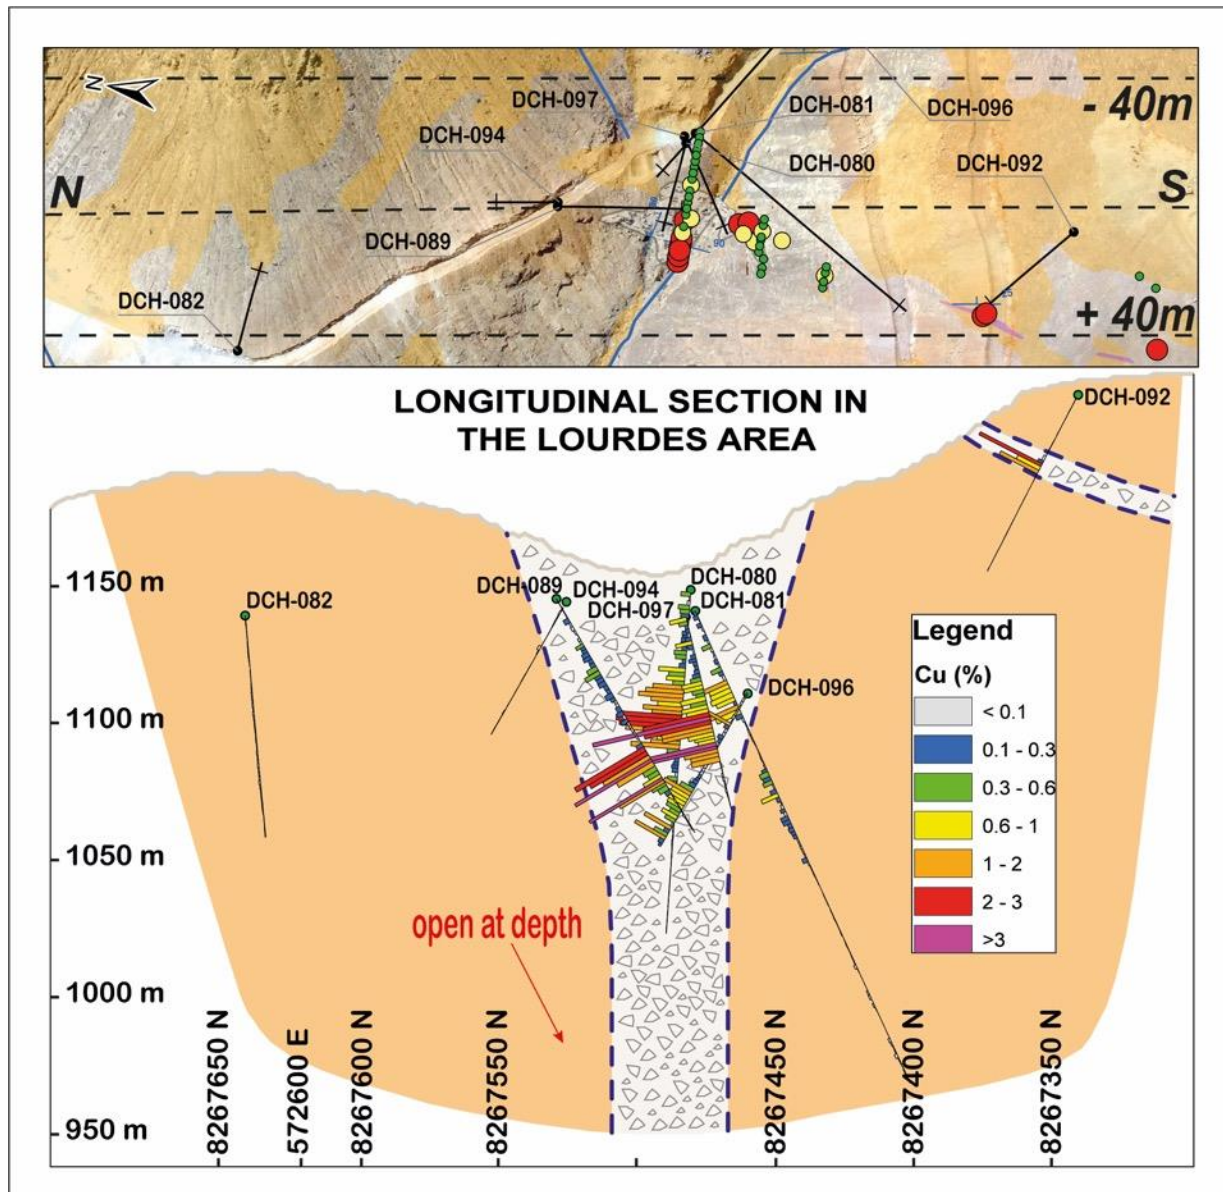 N
DCH-097
DCH-081
DCH-096
- 40m
DCH-094
DCH-080
DCH-092
N
S
DCH-089
90
DCH-082
25
+ 40m
LONGITUDINAL SECTION IN
THE LOURDES AREA
DCH-092
1150 m
DCH-082
DCH-089
DCH-094
DCH-097
DCH-080
DCH-081
DCH-096
1100 m
1050 m
1000 m
950 m
open at depth
Legend
Cu (%)
< 0.1
0.1 - 0.3
0.3 - 0.6
0.6 - 1
1 - 2
2 - 3
>3
8267650 N
572600 E
8267600 N
8267550 N
8267450 N
8267400 N
8267350 N